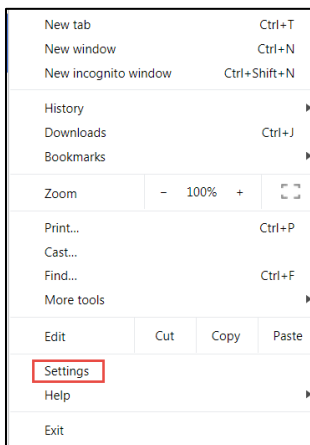 New tab Ctrl+T
New window Ctrl+N
New incognito window Ctrl+Shift+N
History
Downloads Ctrl+J
Bookmarks
Zoom - 100% +
Print... Ctrl+P
Cast...
Find... Ctrl+F
More tools
Edit Cut Copy Paste
Settings
Help
Exit